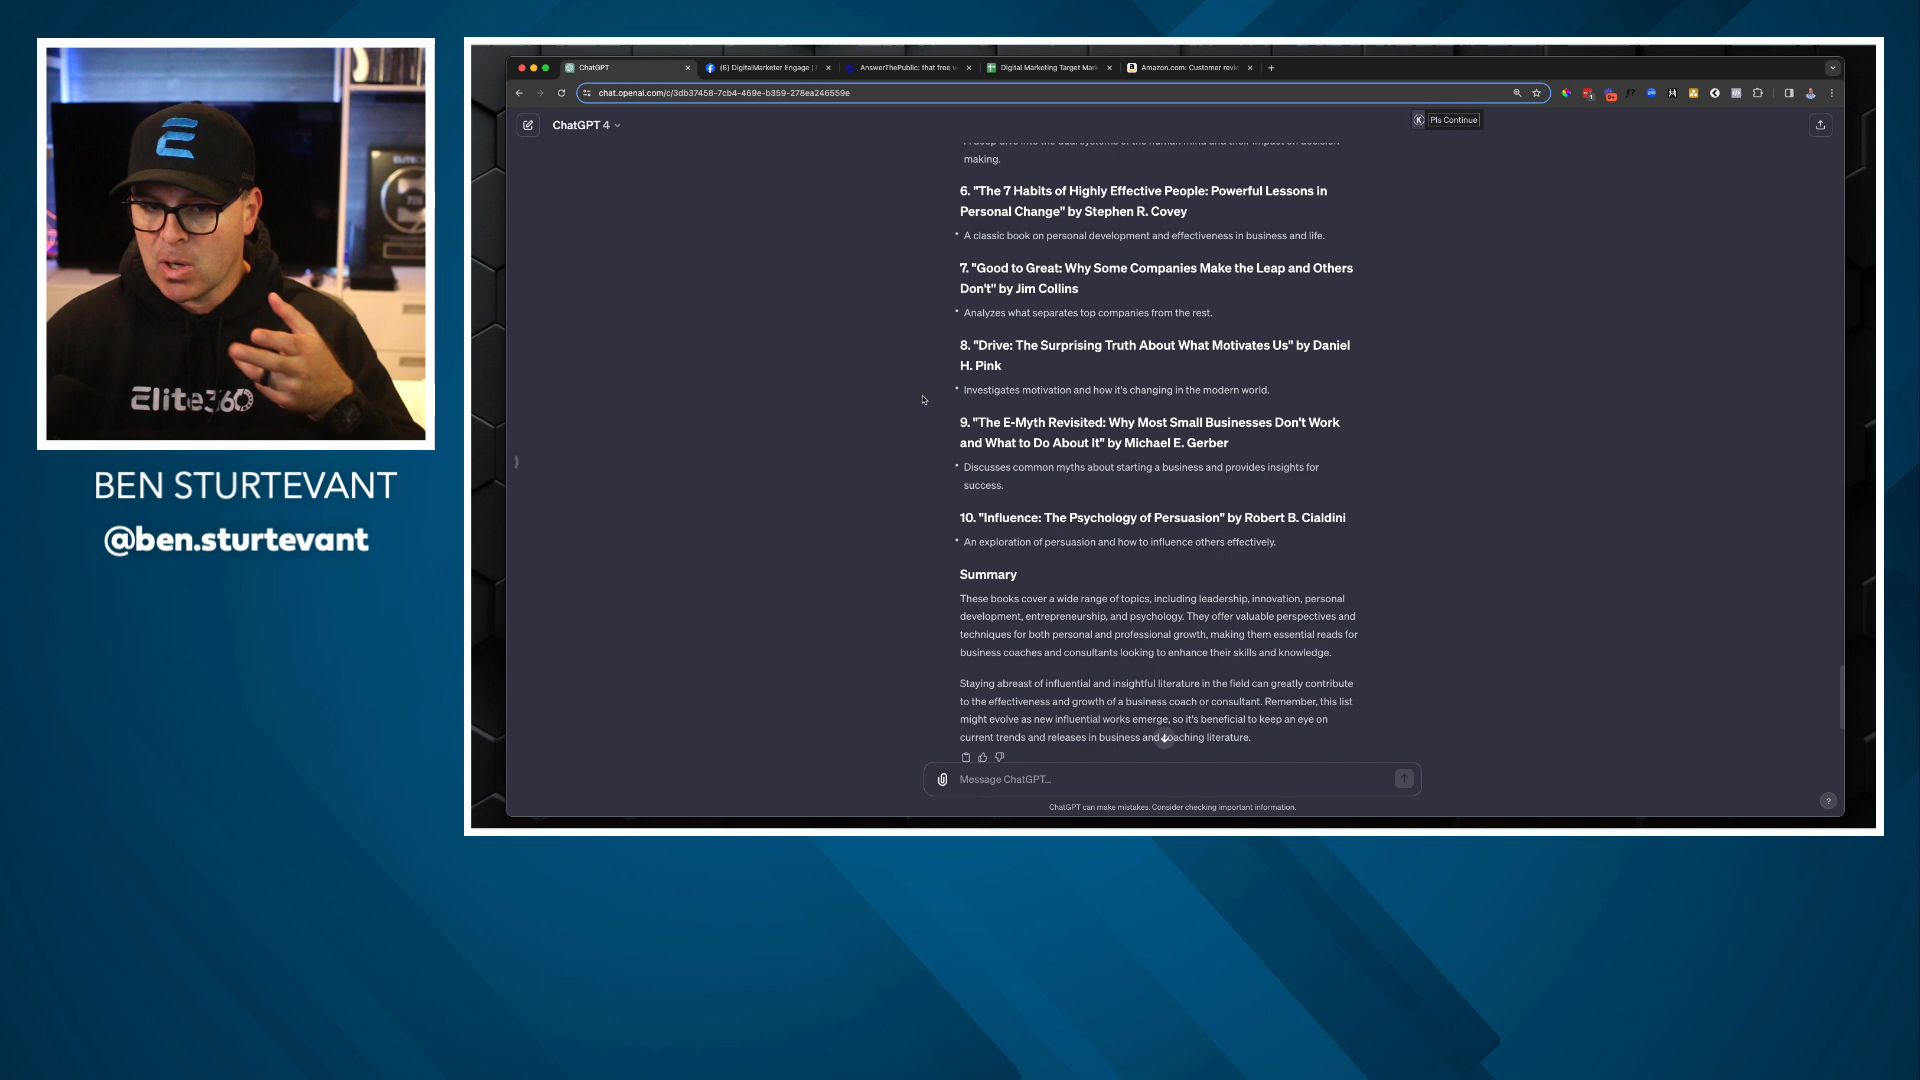 Elite360
BEN STURTEVANT
@ben.sturtevant
ChatGPT
(6) DigitalMarketer Engage |
AnswerThePublic: that free v
Digital Marketing Target Mar
Amazon.com: Customer revie
chat.openai.com/c/3db37458-7cb4-469e-b359-278ea246559e
ChatGPT 4
K Pls Continue
making.
6. "The 7 Habits of Highly Effective People: Powerful Lessons in
Personal Change" by Stephen R. Covey
• A classic book on personal development and effectiveness in business and life.
7. "Good to Great: Why Some Companies Make the Leap and Others
Don't" by Jim Collins
• Analyzes what separates top companies from the rest.
8. "Drive: The Surprising Truth About What Motivates Us" by Daniel
H. Pink
• Investigates motivation and how it's changing in the modern world.
9. "The E-Myth Revisited: Why Most Small Businesses Don't Work
and What to Do About It" by Michael E. Gerber
• Discusses common myths about starting a business and provides insights for
success.
10. "Influence: The Psychology of Persuasion" by Robert B. Cialdini
• An exploration of persuasion and how to influence others effectively.
Summary
These books cover a wide range of topics, including leadership, innovation, personal
development, entrepreneurship, and psychology. They offer valuable perspectives and
techniques for both personal and professional growth, making them essential reads for
business coaches and consultants looking to enhance their skills and knowledge.
Staying abreast of influential and insightful literature in the field can greatly contribute
to the effectiveness and growth of a business coach or consultant. Remember, this list
might evolve as new influential works emerge, so it's beneficial to keep an eye on
current trends and releases in business and coaching literature.
Message ChatGPT...
ChatGPT can make mistakes. Consider checking important information.
?